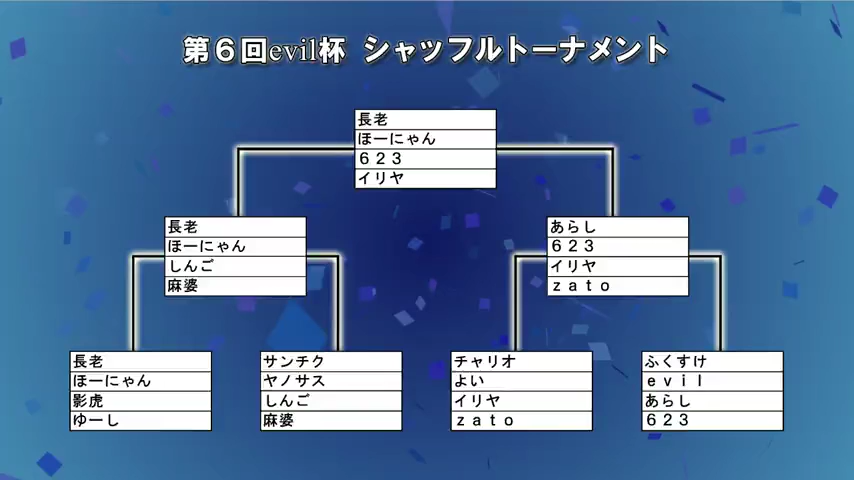 第６回evil杯 シャッフルトーナメント
長老
ほーにゃん
６２３
イリヤ
長老
ほーにゃん
しんご
麻婆
あらし
６２３
イリヤ
ｚａｔｏ
長老
ほーにゃん
影虎
ゆーし
サンチク
ヤノサス
しんご
麻婆
チャリオ
よい
イリヤ
ｚａｔｏ
ふくすけ
ｅｖｉｌ
あらし
６２３